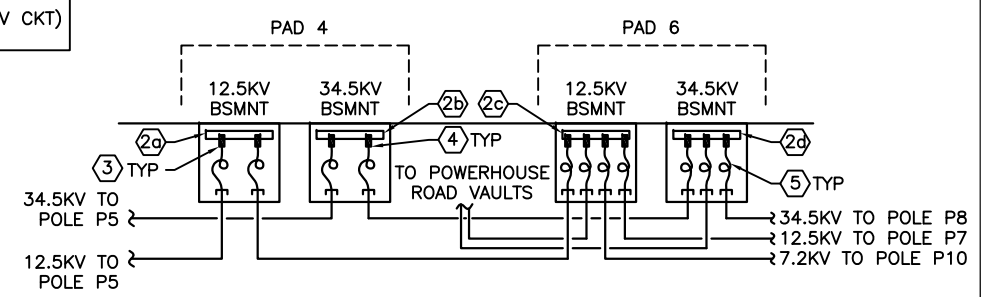 V CKT)
PAD 4
PAD 6
12.5KV
BSMNT
34.5KV
BSMNT
12.5KV
BSMNT
34.5KV
BSMNT
2a
2b
2c
2d
3 TYP
4 TYP
5 TYP
TO POWERHOUSE
ROAD VAULTS
34.5KV TO
POLE P5
12.5KV TO
POLE P5
34.5KV TO POLE P8
12.5KV TO POLE P7
7.2KV TO POLE P10